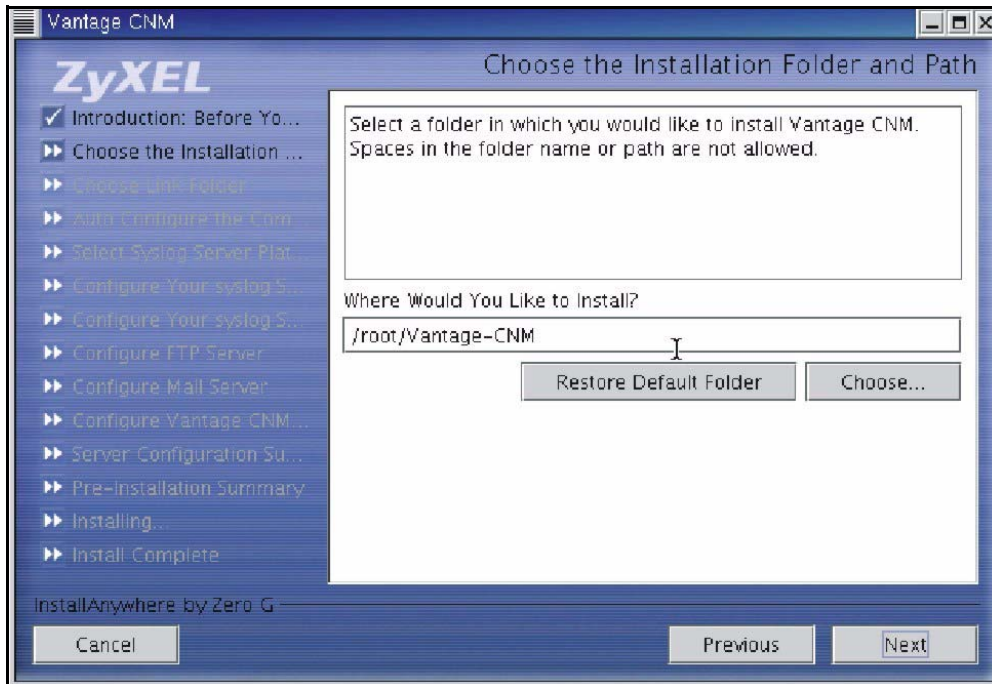 Vantage CNM
ZyXEL
Choose the Installation Folder and Path
Introduction: Before Yo...
Choose the Installation ...
Choose Link Folder
Auto Configure the Com...
Select Syslog Server Plat...
Configure Your syslog S...
Configure Your syslog S...
Configure FTP Server
Configure Mail Server
Configure Vantage CNM...
Server Configuration Su...
Pre-Installation Summary
Installing...
Install Complete
Select a folder in which you would like to install Vantage CNM.
Spaces in the folder name or path are not allowed.
Where Would You Like to Install?
/root/Vantage-CNM
Restore Default Folder
Choose...
InstallAnywhere by Zero G
Cancel
Previous
Next